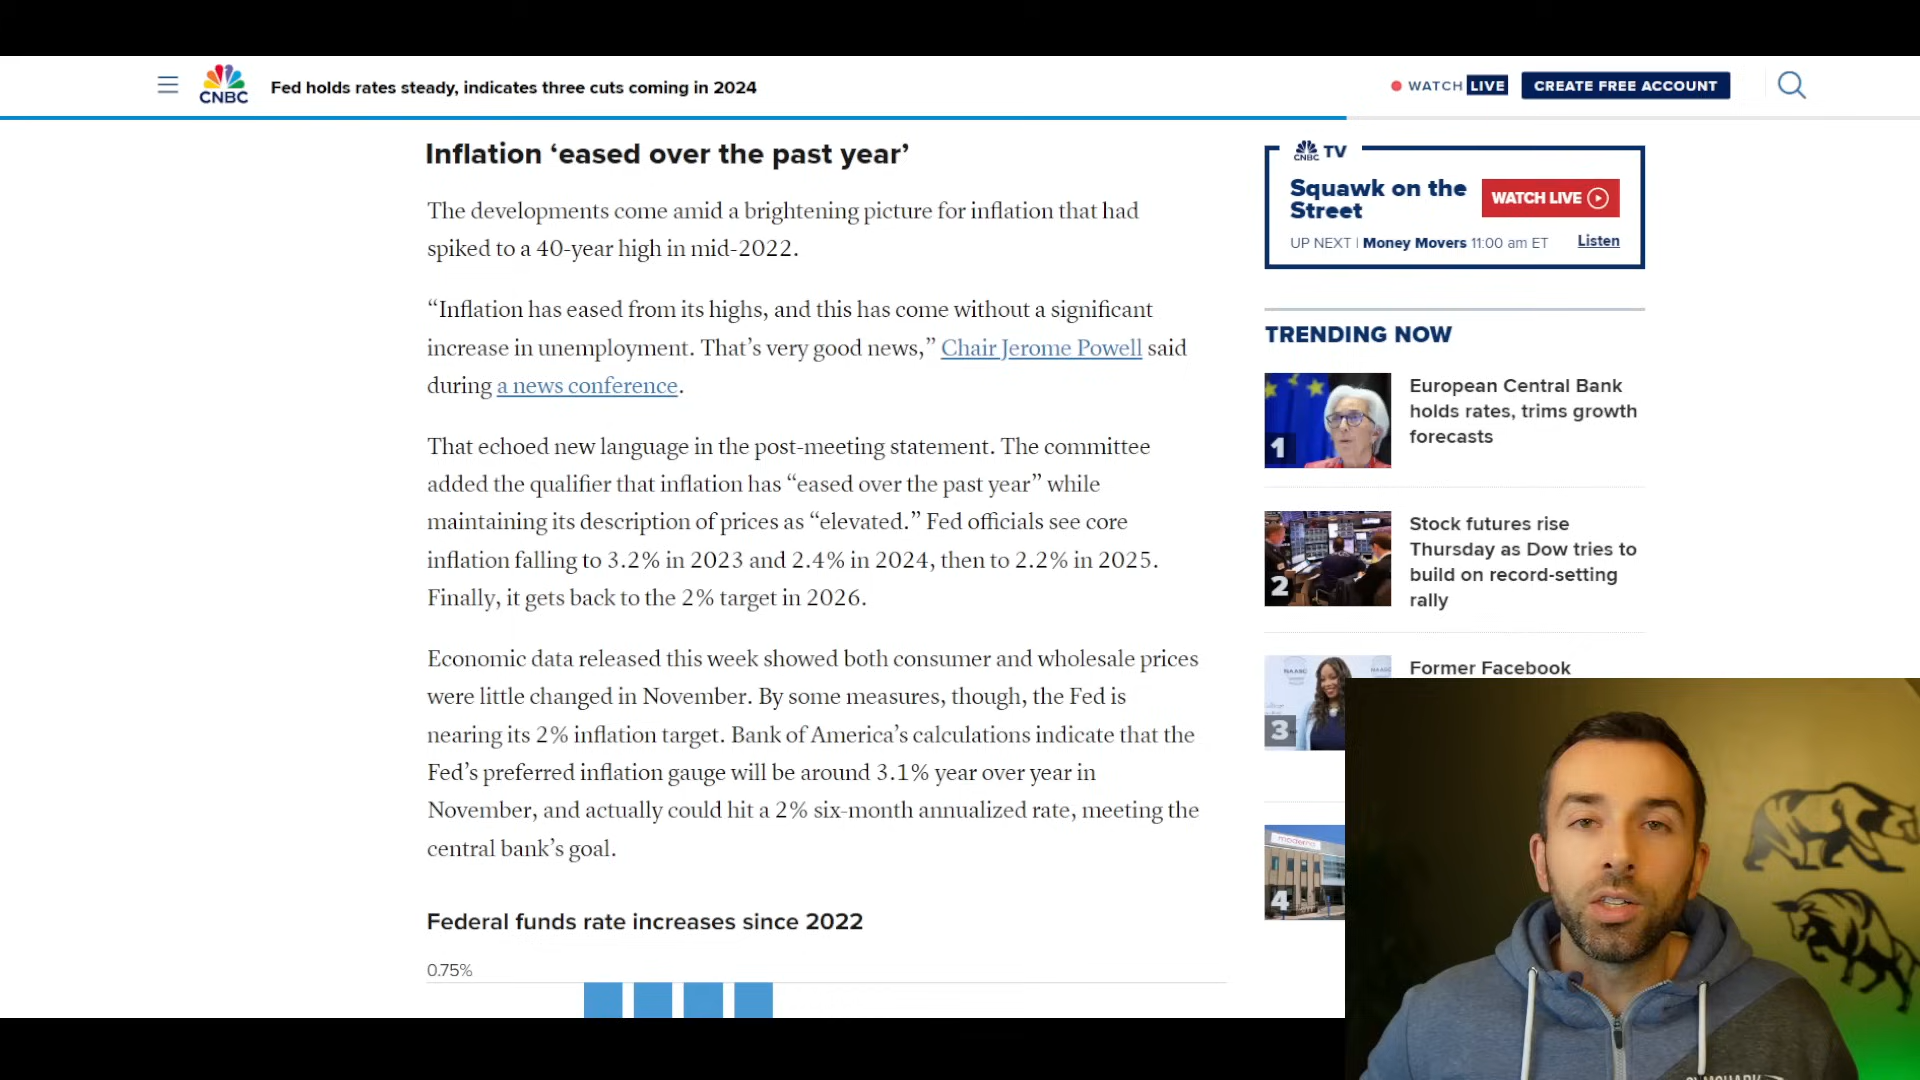 CNBC
Fed holds rates steady, indicates three cuts coming in 2024
WATCH LIVE
CREATE FREE ACCOUNT
Inflation ‘eased over the past year’
The developments come amid a brightening picture for inflation that had
spiked to a 40-year high in mid-2022.
“Inflation has eased from its highs, and this has come without a significant
increase in unemployment. That’s very good news,” Chair Jerome Powell said
during a news conference.
That echoed new language in the post-meeting statement. The committee
added the qualifier that inflation has “eased over the past year” while
maintaining its description of prices as “elevated.” Fed officials see core
inflation falling to 3.2% in 2023 and 2.4% in 2024, then to 2.2% in 2025.
Finally, it gets back to the 2% target in 2026.
Economic data released this week showed both consumer and wholesale prices
were little changed in November. By some measures, though, the Fed is
nearing its 2% inflation target. Bank of America’s calculations indicate that the
Fed’s preferred inflation gauge will be around 3.1% year over year in
November, and actually could hit a 2% six-month annualized rate, meeting the
central bank’s goal.
Federal funds rate increases since 2022
0.75%
CNBC TV
Squawk on the
Street
WATCH LIVE
UP NEXT | Money Movers 11:00 am ET
Listen
TRENDING NOW
1
European Central Bank
holds rates, trims growth
forecasts
2
Stock futures rise
Thursday as Dow tries to
build on record-setting
rally
3
Former Facebook
4
moderna